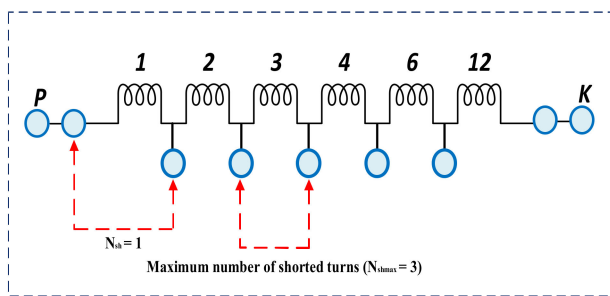 1 2 3 4 6 12
P K
Nsh = 1
Maximum number of shorted turns (Nshmax = 3)